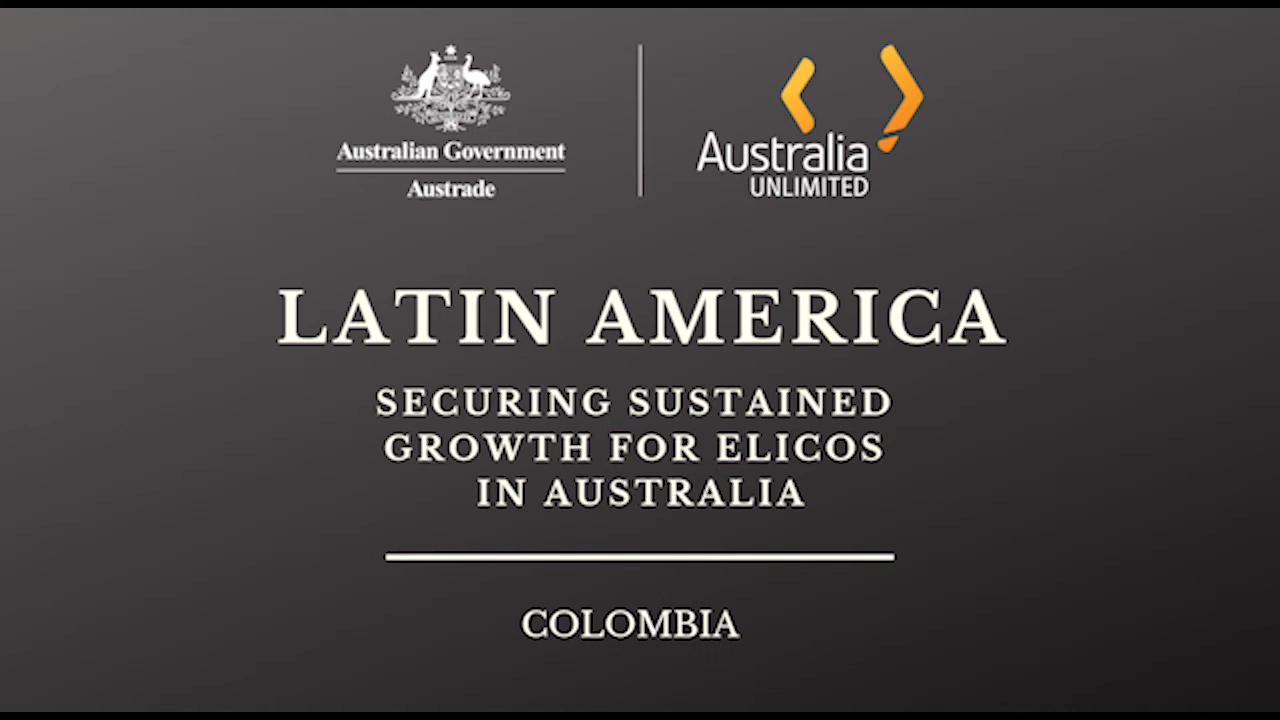 Australian Government
Austrade
Australia
UNLIMITED
LATIN AMERICA
SECURING SUSTAINED
GROWTH FOR ELICOS
IN AUSTRALIA
COLOMBIA